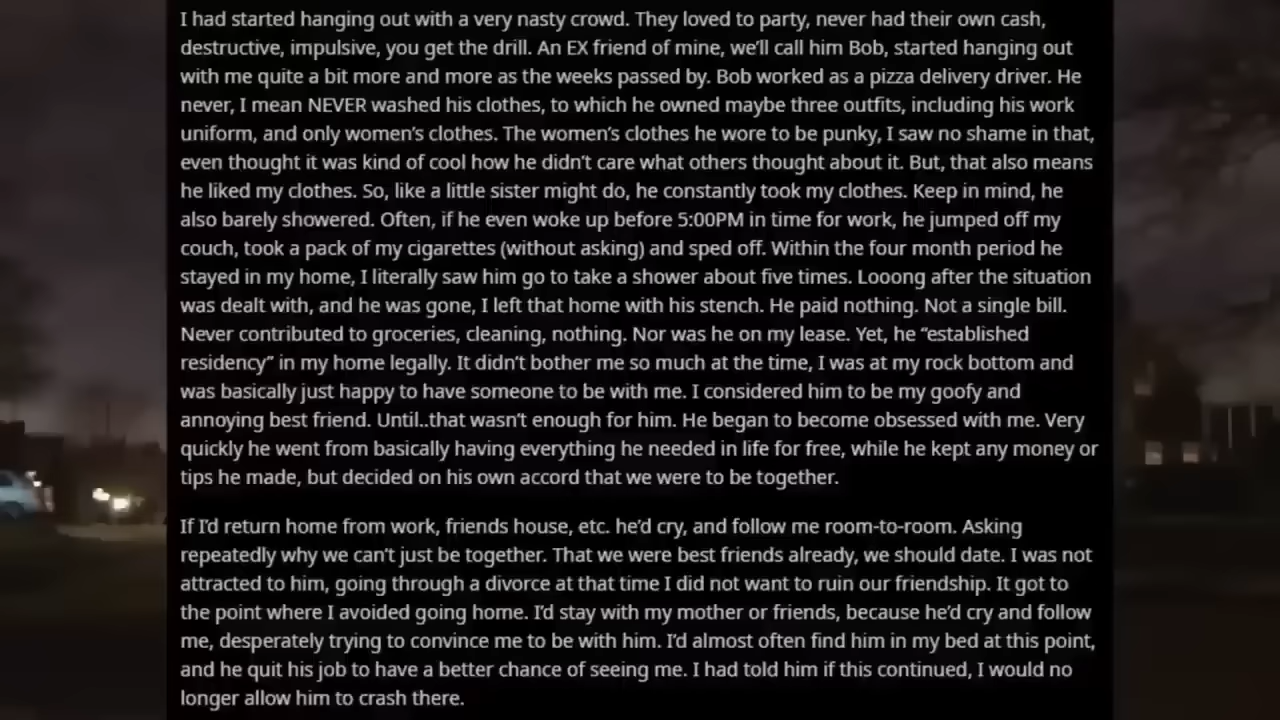 I had started hanging out with a very nasty crowd. They loved to party, never had their own cash,
destructive, impulsive, you get the drill. An EX friend of mine, we'll call him Bob, started hanging out
with me quite a bit more and more as the weeks passed by. Bob worked as a pizza delivery driver. He
never, I mean NEVER washed his clothes, to which he owned maybe three outfits, including his work
uniform, and only women's clothes. The women's clothes he wore to be punky, I saw no shame in that,
even thought it was kind of cool how he didn't care what others thought about it. But, that also means
he liked my clothes. So, like a little sister might do, he constantly took my clothes. Keep in mind, he
also barely showered. Often, if he even woke up before 5:00PM in time for work, he jumped off my
couch, took a pack of my cigarettes (without asking) and sped off. Within the four month period he
stayed in my home, I literally saw him go to take a shower about five times. Looong after the situation
was dealt with, and he was gone, I left that home with his stench. He paid nothing. Not a single bill.
Never contributed to groceries, cleaning, nothing. Nor was he on my lease. Yet, he “established
residency” in my home legally. It didn't bother me so much at the time, I was at my rock bottom and
was basically just happy to have someone to be with me. I considered him to be my goofy and
annoying best friend. Until..that wasn't enough for him. He began to become obsessed with me. Very
quickly he went from basically having everything he needed in life for free, while he kept any money or
tips he made, but decided on his own accord that we were to be together.
If I'd return home from work, friends house, etc. he'd cry, and follow me room-to-room. Asking
repeatedly why we can't just be together. That we were best friends already, we should date. I was not
attracted to him, going through a divorce at that time I did not want to ruin our friendship. It got to
the point where I avoided going home. I'd stay with my mother or friends, because he'd cry and follow
me, desperately trying to convince me to be with him. I'd almost often find him in my bed at this point,
and he quit his job to have a better chance of seeing me. I had told him if this continued, I would no
longer allow him to crash there.